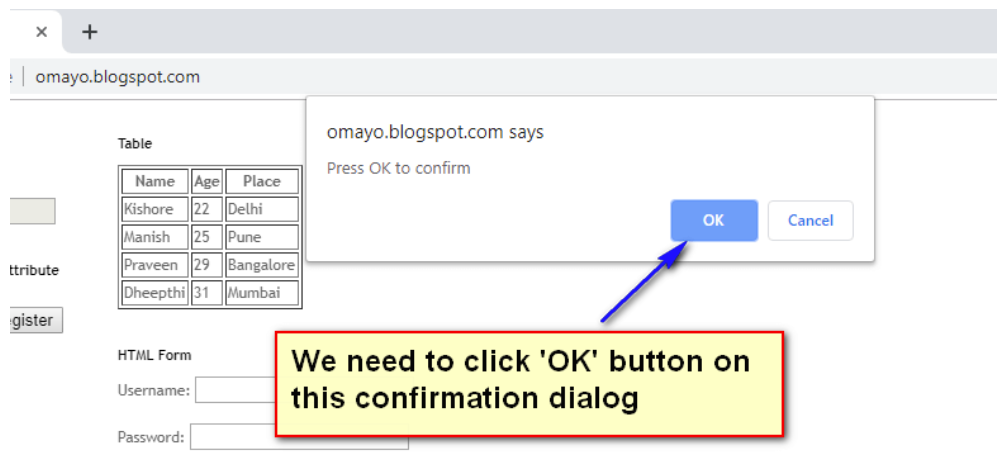 omayo.blogspot.com
omayo.blogspot.com says
Press OK to confirm
OK Cancel
Table
Name Age Place
Kishore 22 Delhi
Manish 25 Pune
Praveen 29 Bangalore
Dheepthi 31 Mumbai
ttribute
gister
HTML Form
Username:
Password:
We need to click 'OK' button on
this confirmation dialog